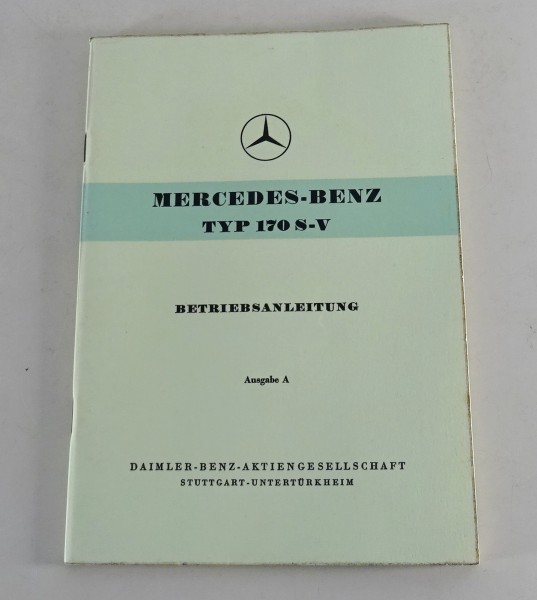 MERCEDES-BENZ
TYP 170 S-V
BETRIEBSANLEITUNG
Ausgabe A
DAIMLER-BENZ-AKTIENGESELLSCHAFT
STUTTGART-UNTERTÜRKHEIM